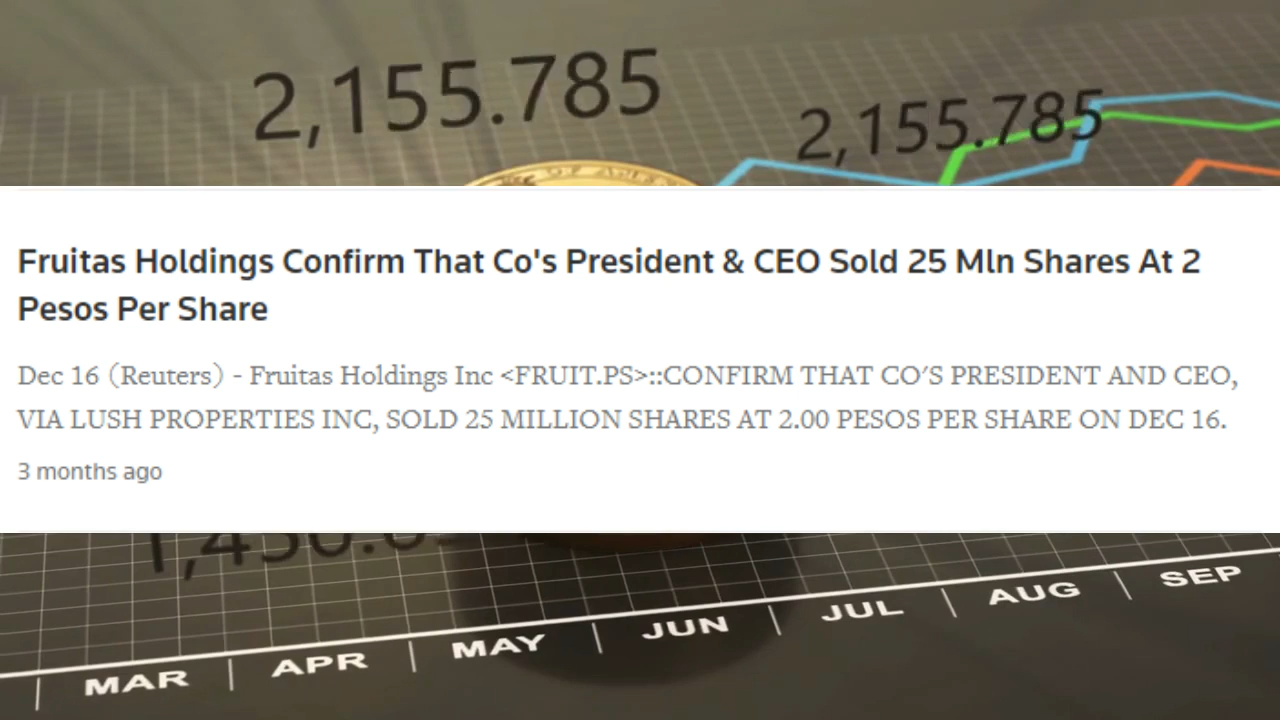 2,155.785
2,155.785
Fruitas Holdings Confirm That Co's President & CEO Sold 25 Mln Shares At 2
Pesos Per Share
Dec 16 (Reuters) - Fruitas Holdings Inc <FRUIT.PS>::CONFIRM THAT CO′S PRESIDENT AND CEO,
VIA LUSH PROPERTIES INC, SOLD 25 MILLION SHARES AT 2.00 PESOS PER SHARE ON DEC 16.
3 months ago
MAR | APR | MAY | JUN | JUL | AUG | SEP